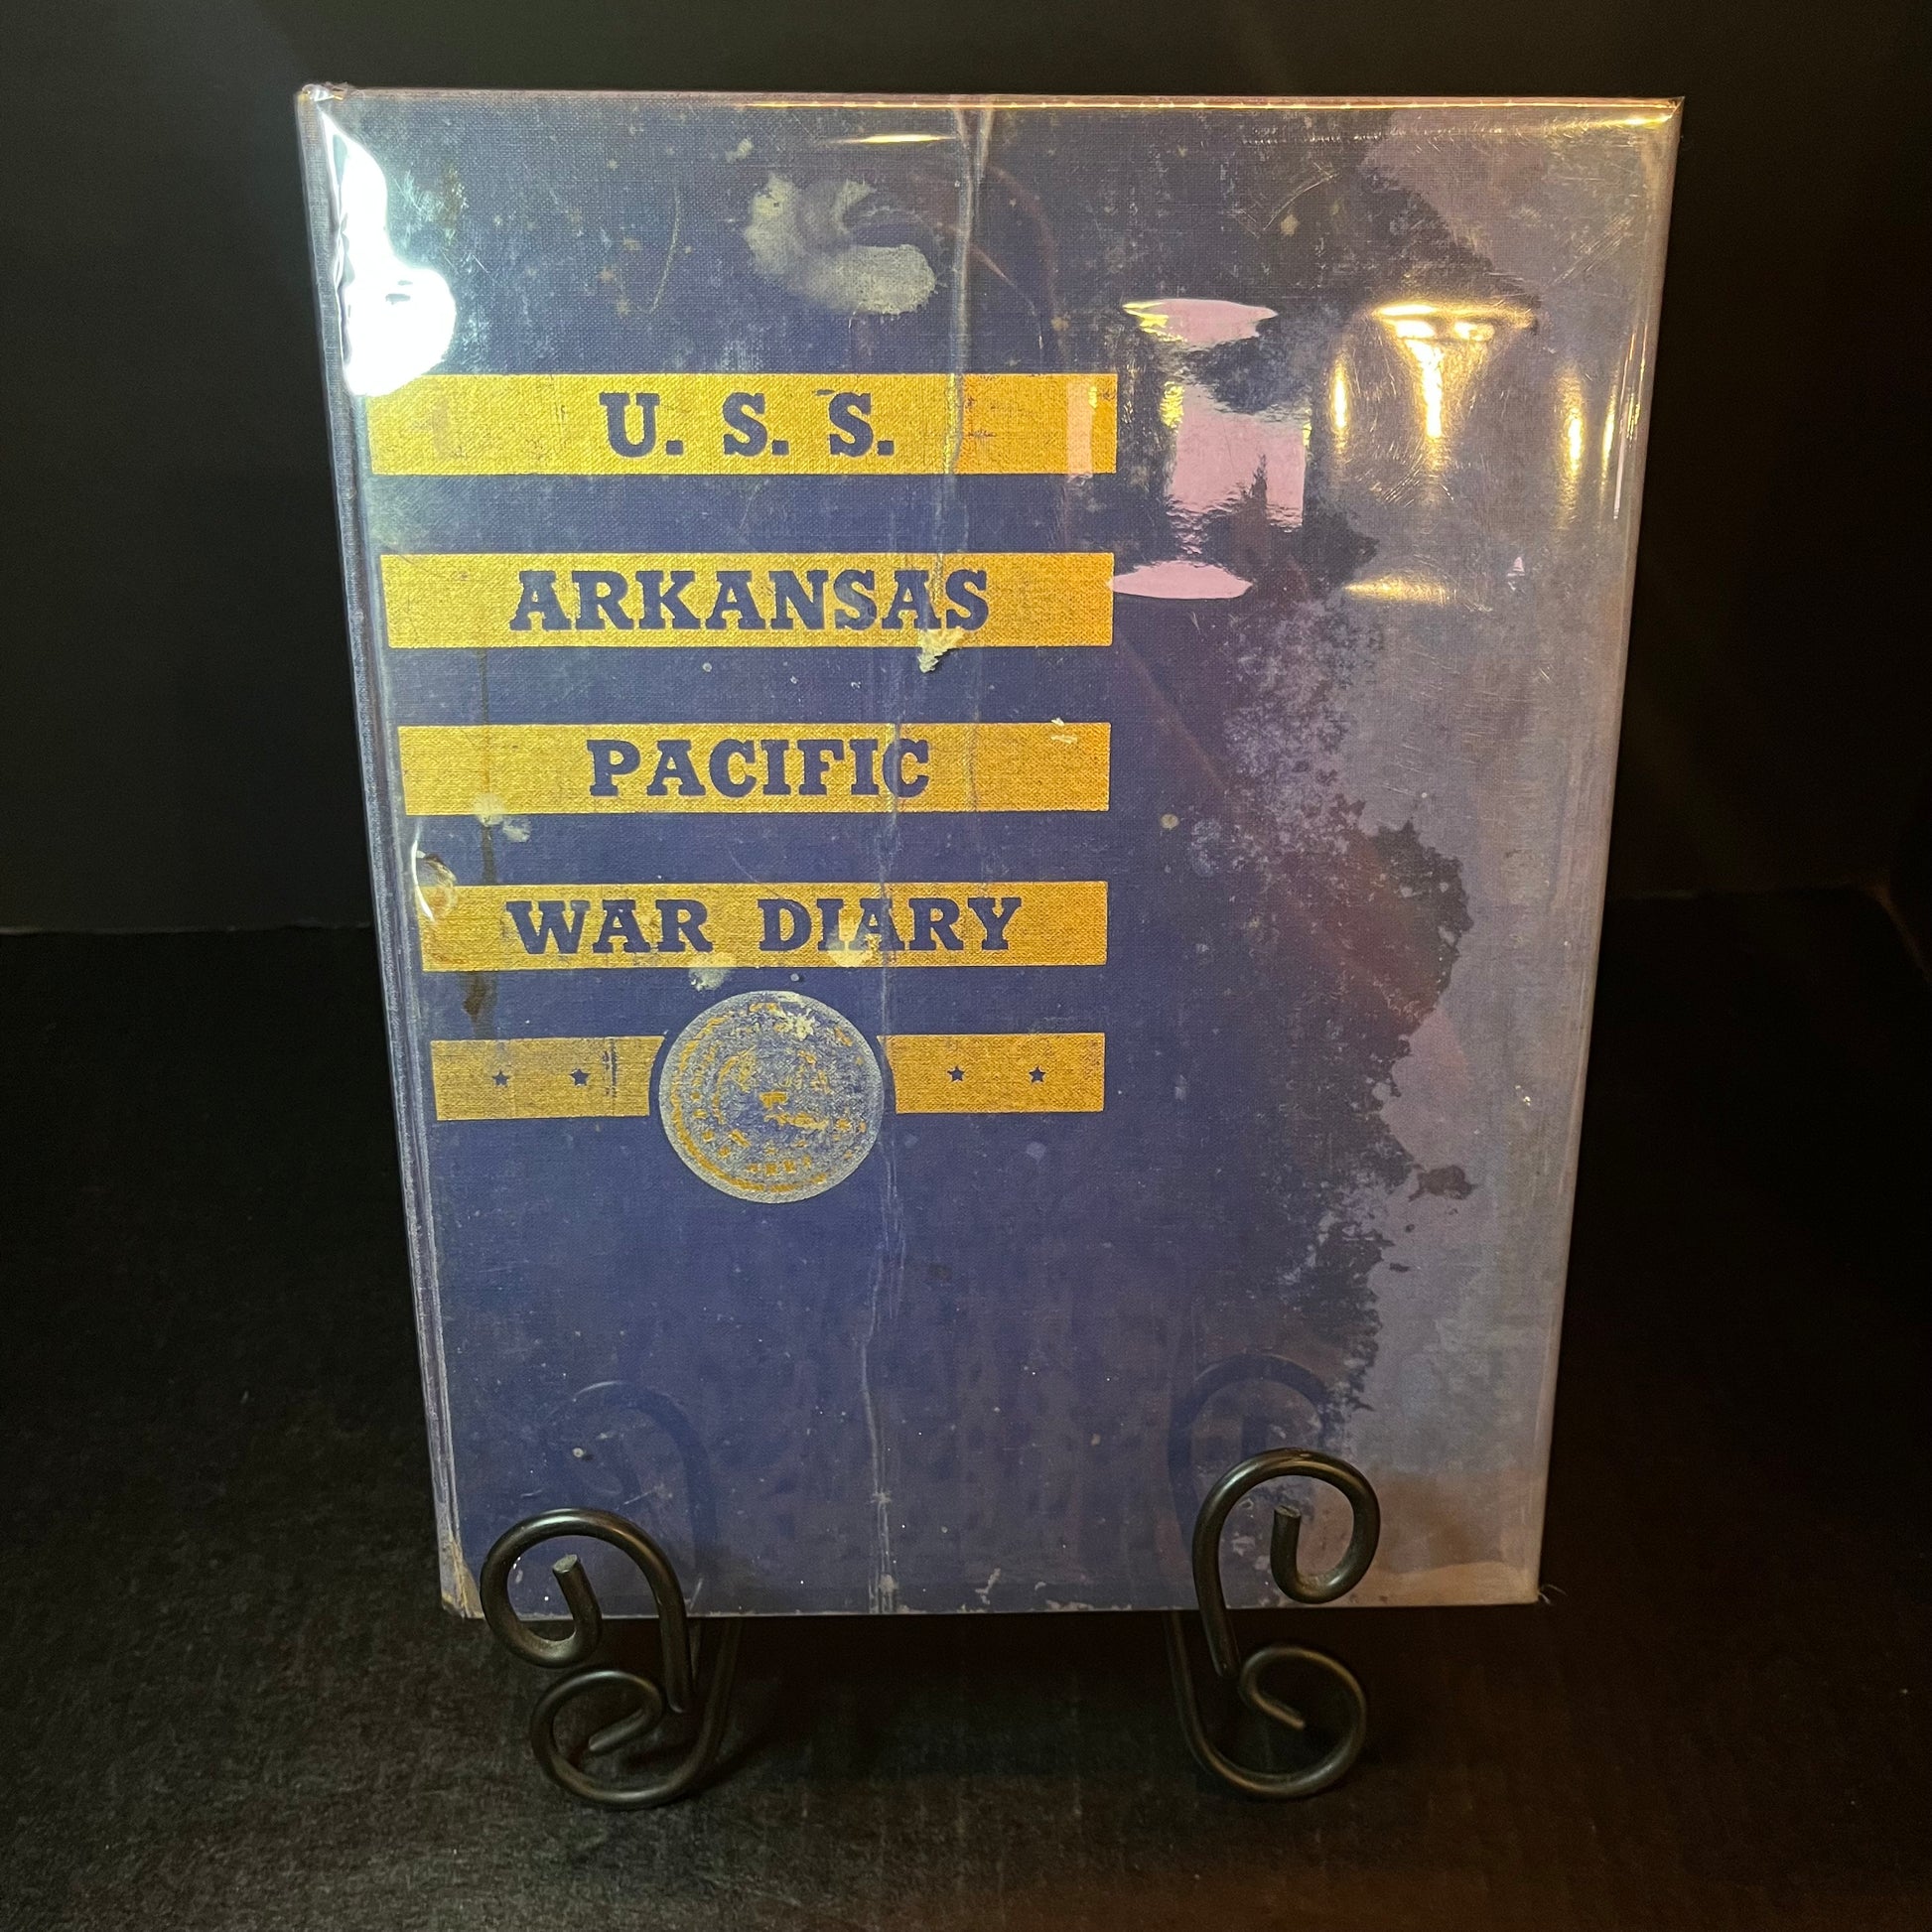 U. S. S.
ARKANSAS
PACIFIC
WAR DIARY